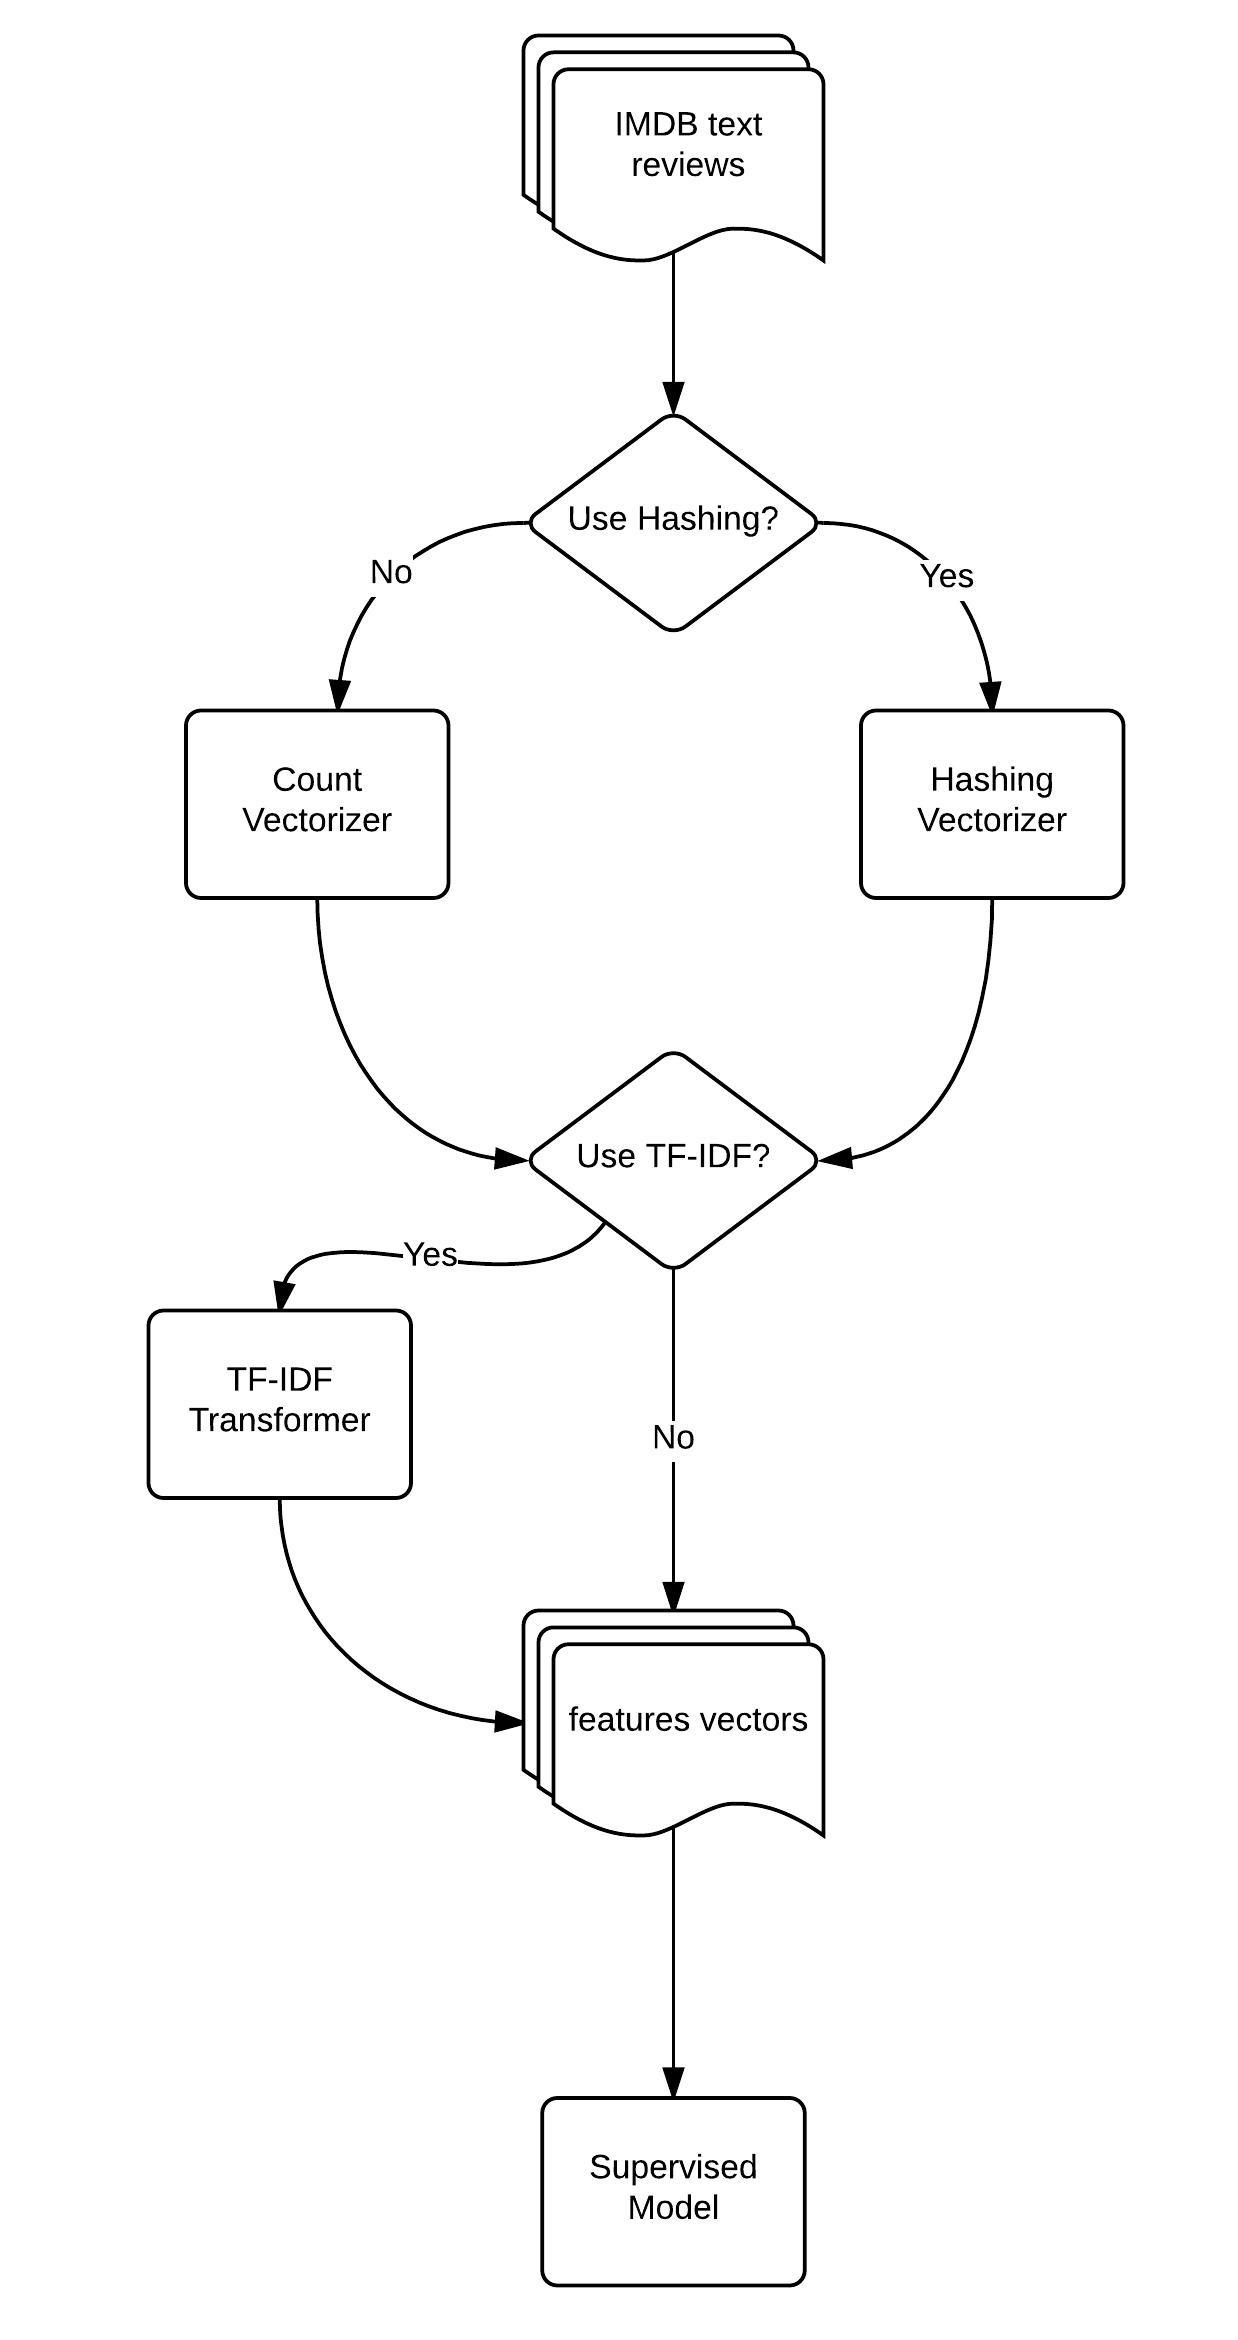 IMDB text
reviews
Use Hashing?
No
Yes
Count
Vectorizer
Hashing
Vectorizer
Use TF-IDF?
Yes
TF-IDF
Transformer
No
features vectors
Supervised
Model